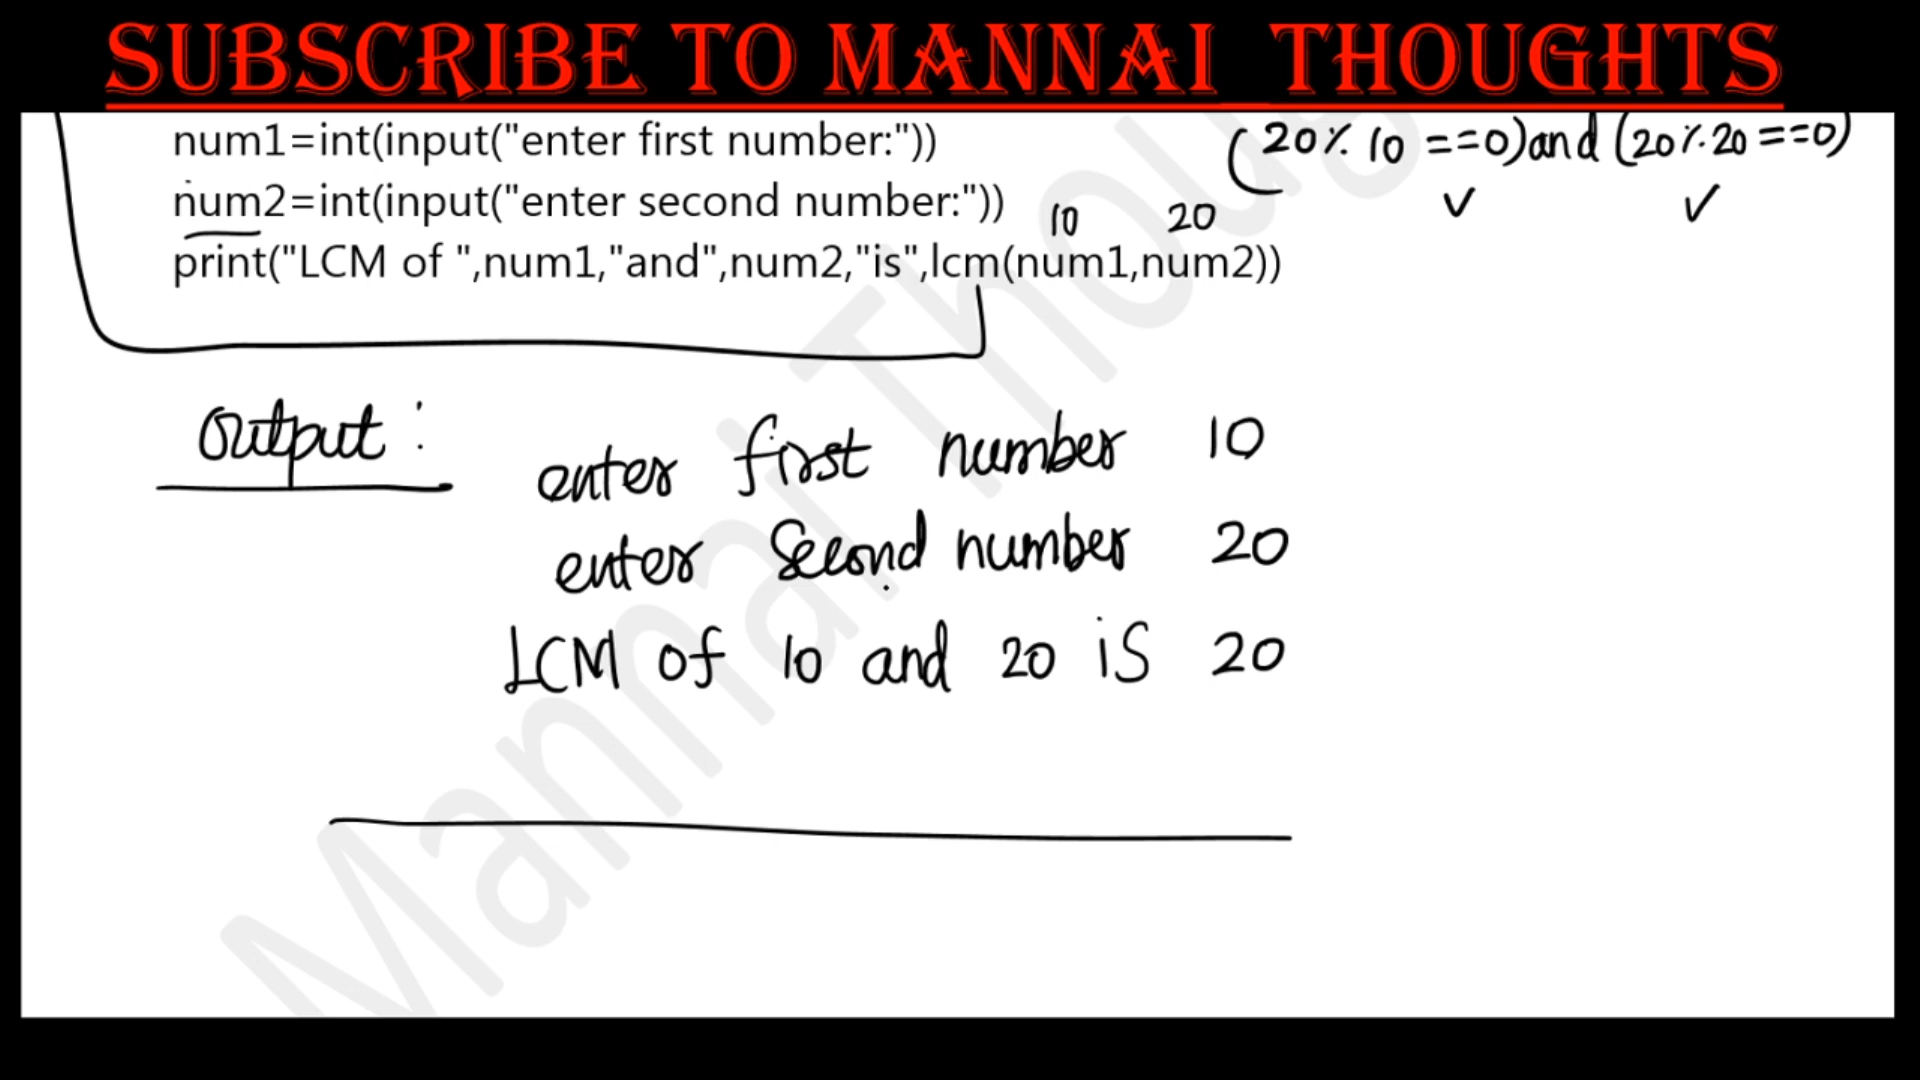 SUBSCRIBE TO MANNAI THOUGHTS
num1=int(input("enter first number:"))
(20% 10 ==0)and (20%20 ==0)
num2=int(input("enter second number:"))
10 20
print("LCM of ",num1,"and",num2,"is",lcm(num1,num2))
Output :
enter first number 10
enter Second number 20
LCM of 10 and 20 is 20
Mannai Thoug